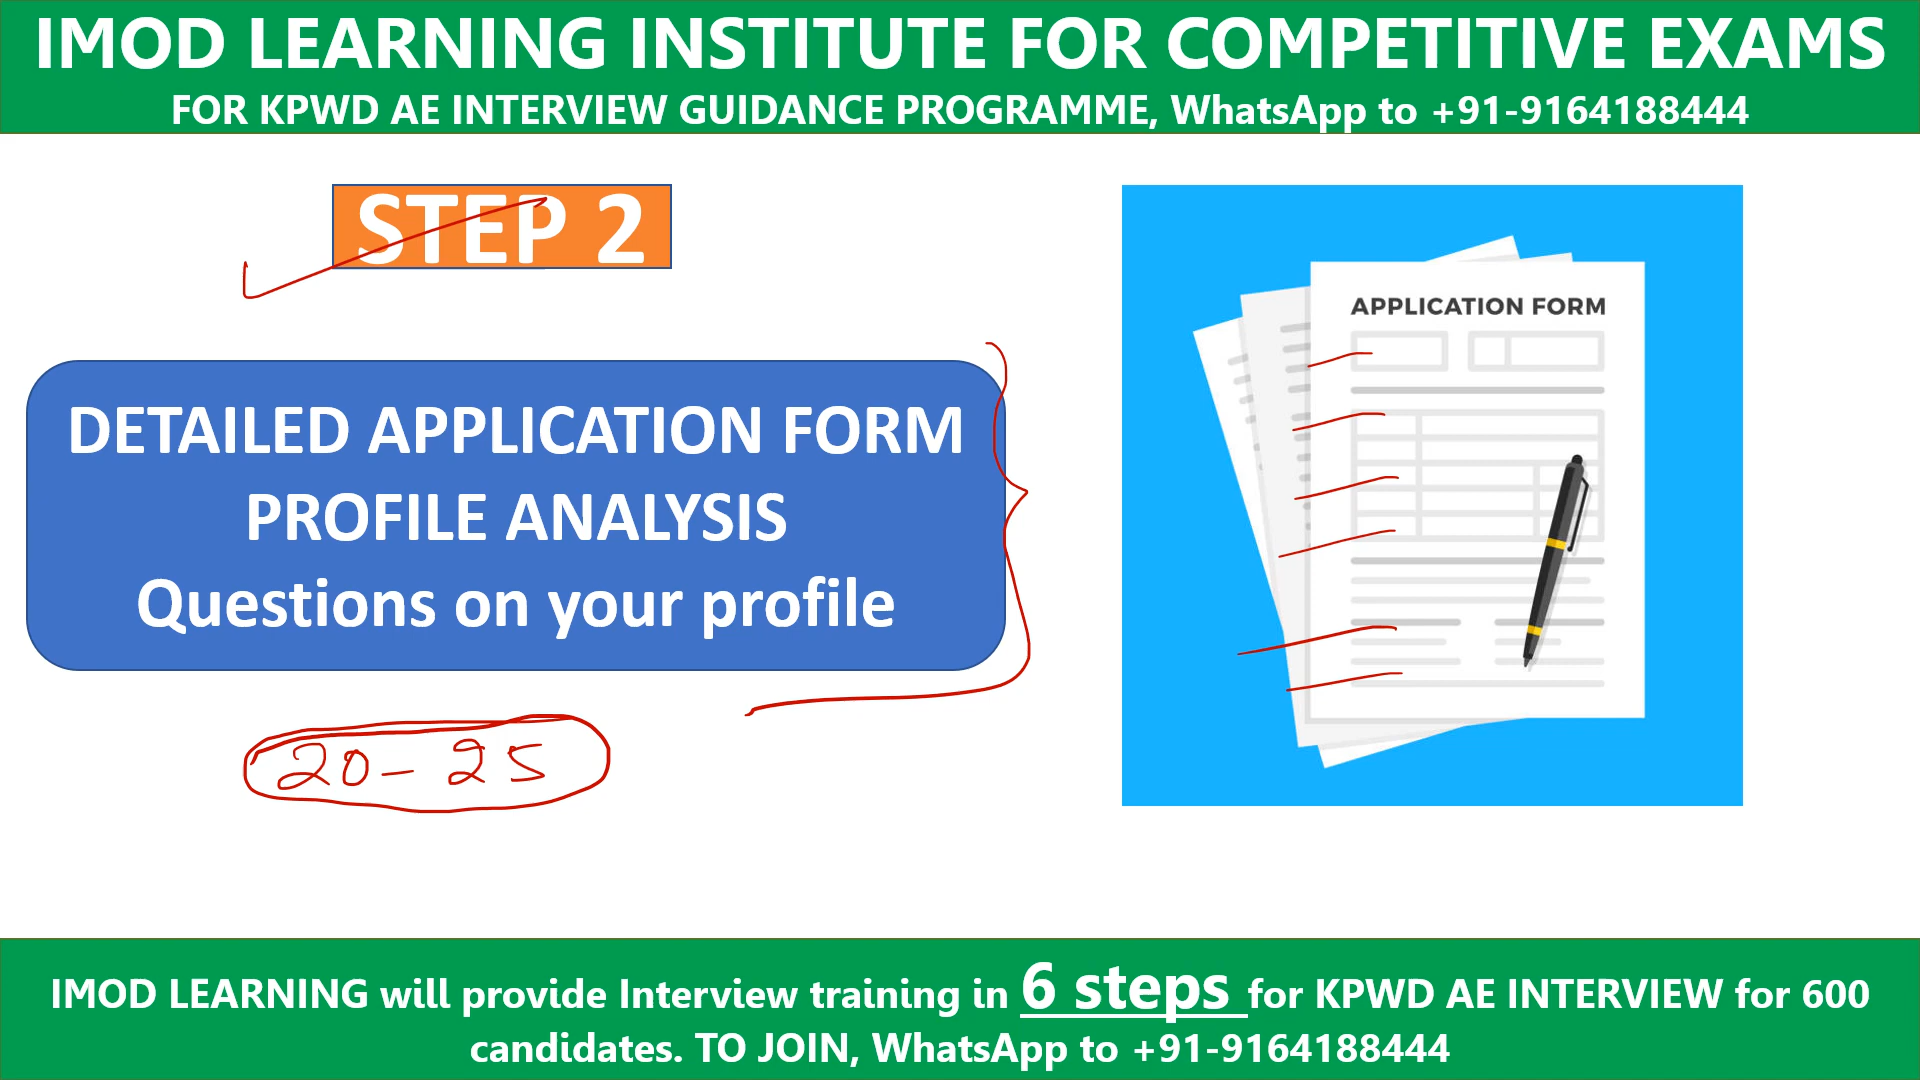 IMOD LEARNING INSTITUTE FOR COMPETITIVE EXAMS
FOR KPWD AE INTERVIEW GUIDANCE PROGRAMME, WhatsApp to +91-9164188444
STEP 2
DETAILED APPLICATION FORM
PROFILE ANALYSIS
Questions on your profile
20-25
APPLICATION FORM
IMOD LEARNING will provide Interview training in 6 steps for KPWD AE INTERVIEW for 600
candidates. TO JOIN, WhatsApp to +91-9164188444